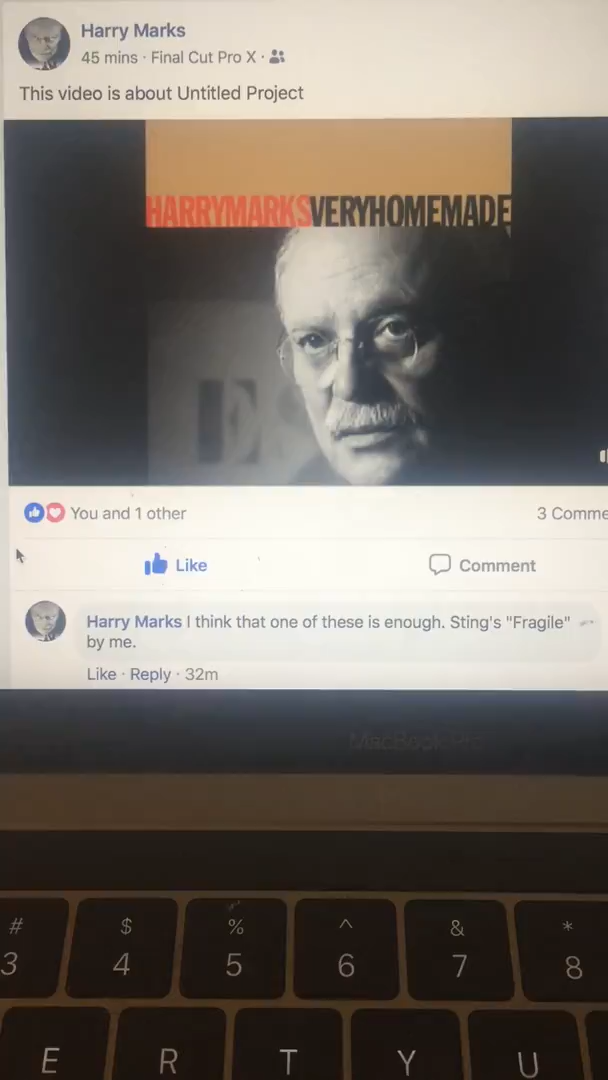 Harry Marks
45 mins · Final Cut Pro X ·
This video is about Untitled Project
HARRYMARKSVERYHOMEMADE
E
You and 1 other
3 Comme
Like
Comment
Harry Marks I think that one of these is enough. Sting's "Fragile"
by me.
Like · Reply · 32m
MacBook Pro
# $ % ^ & *
3 4 5 6 7 8
E R T Y U